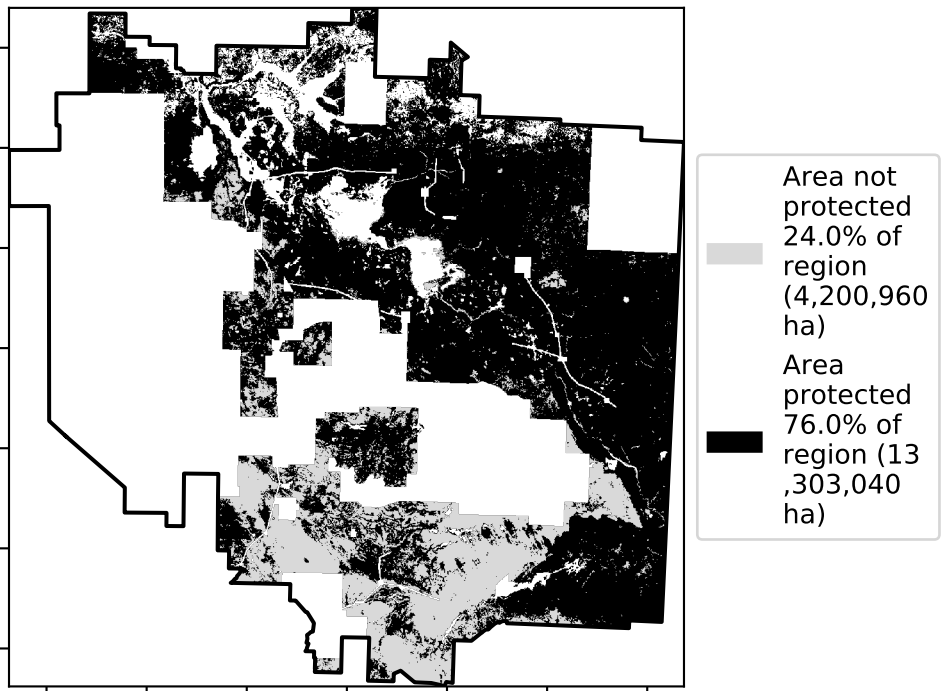 Area not
protected
24.0% of
region
(4,200,960
ha)
Area
protected
76.0% of
region (13
,303,040
ha)